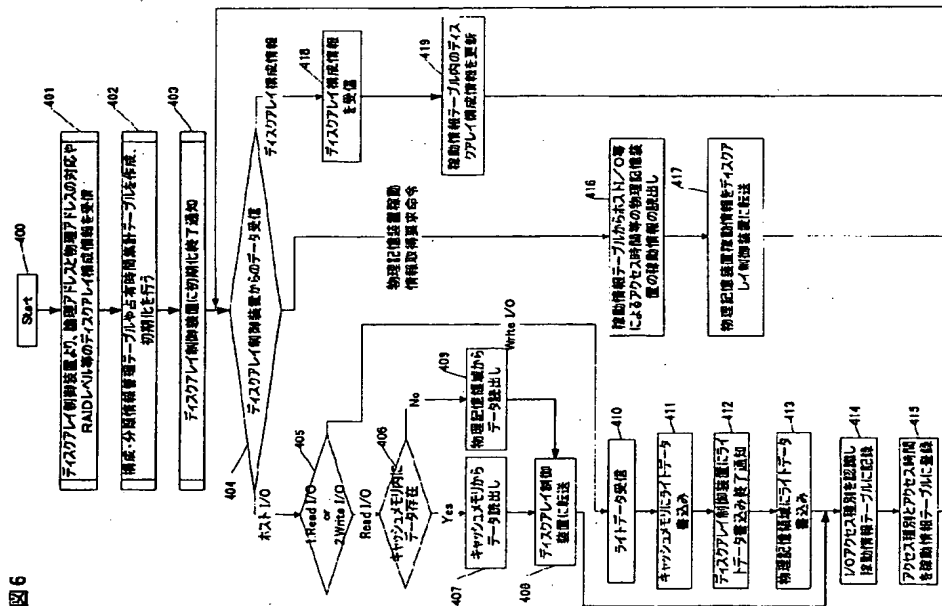 図6
400
Start
401
ディスクアレイ制御装置より、論理アドレスと物理アドレスの対応や
RAIDレベル等のディスクアレイ構成情報を受信
402
構成・分類情報管理テーブルや占有時間集計テーブルを作成、
初期化を行う
403
ディスクアレイ制御装置に初期化終了通知
404
ディスクアレイ制御装置からのデータ受信
ホストI/O
物理記憶装置稼動
情報取得要求命令
ディスクアレイ構成情報
405
1.Read I/O
or
2.Write I/O
Read I/O
Write I/O
406
キャッシュメモリ内に
データ存在
Yes
No
407
キャッシュメモリから
データ読出し
409
物理記憶領域から
データ読出し
408
ディスクアレイ制御
装置に転送
410
ライトデータ受信
411
キャッシュメモリにライトデータ
書込み
412
ディスクアレイ制御装置にライ
トデータ書込み終了通知
413
物理記憶領域にライトデータ
書込み
414
I/Oアクセス種別を認識し
稼動情報テーブルに記録
415
アクセス種別とアクセス時間
を稼動情報テーブルに登録
416
稼動情報テーブルからホストI/O等
によるアクセス時間等の物理記憶装
置の稼動情報の読出し
417
物理記憶装置稼動情報をディスクア
レイ制御装置に転送
418
ディスクアレイ構成情報
を受信
419
稼動情報テーブル内のディス
クアレイ構成情報を更新